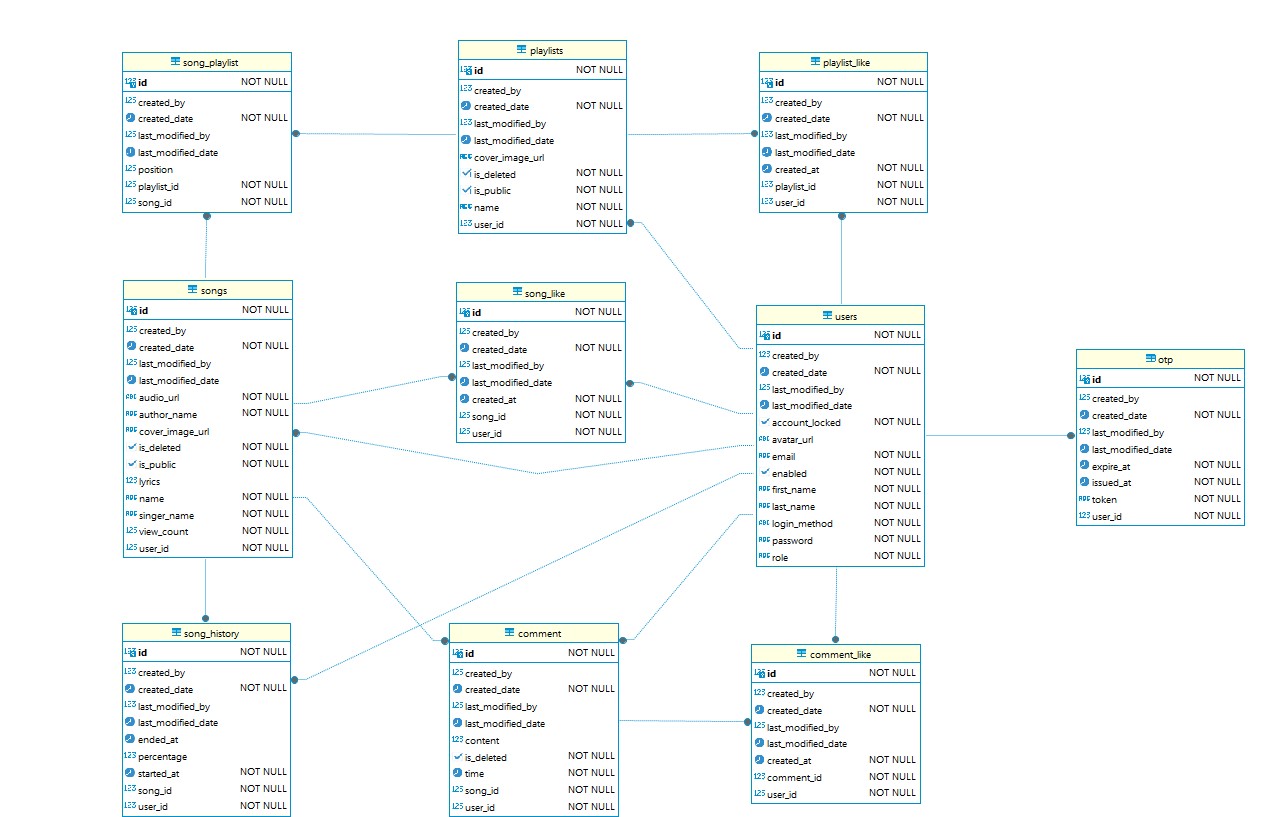 song_playlist
id NOT NULL
created_by
created_date NOT NULL
last_modified_by
last_modified_date
position
playlist_id NOT NULL
song_id NOT NULL
playlists
id NOT NULL
created_by
created_date NOT NULL
last_modified_by
last_modified_date
cover_image_url
is_deleted NOT NULL
is_public NOT NULL
name NOT NULL
user_id NOT NULL
playlist_like
id NOT NULL
created_by
created_date NOT NULL
last_modified_by
last_modified_date
created_at NOT NULL
playlist_id NOT NULL
user_id NOT NULL
songs
id NOT NULL
created_by
created_date NOT NULL
last_modified_by
last_modified_date
audio_url NOT NULL
author_name NOT NULL
cover_image_url
is_deleted NOT NULL
is_public NOT NULL
lyrics
name NOT NULL
singer_name NOT NULL
view_count NOT NULL
user_id NOT NULL
song_like
id NOT NULL
created_by
created_date NOT NULL
last_modified_by
last_modified_date
created_at NOT NULL
song_id NOT NULL
user_id NOT NULL
users
id NOT NULL
created_by
created_date NOT NULL
last_modified_by
last_modified_date
account_locked NOT NULL
avatar_url
email NOT NULL
enabled NOT NULL
first_name NOT NULL
last_name NOT NULL
login_method NOT NULL
password NOT NULL
role NOT NULL
otp
id NOT NULL
created_by
created_date NOT NULL
last_modified_by
last_modified_date
expire_at NOT NULL
issued_at NOT NULL
token NOT NULL
user_id NOT NULL
song_history
id NOT NULL
created_by
created_date NOT NULL
last_modified_by
last_modified_date
ended_at
percentage
started_at NOT NULL
song_id NOT NULL
user_id NOT NULL
comment
id NOT NULL
created_by
created_date NOT NULL
last_modified_by
last_modified_date
content
is_deleted NOT NULL
time NOT NULL
song_id NOT NULL
user_id NOT NULL
comment_like
id NOT NULL
created_by
created_date NOT NULL
last_modified_by
last_modified_date
created_at NOT NULL
comment_id NOT NULL
user_id NOT NULL